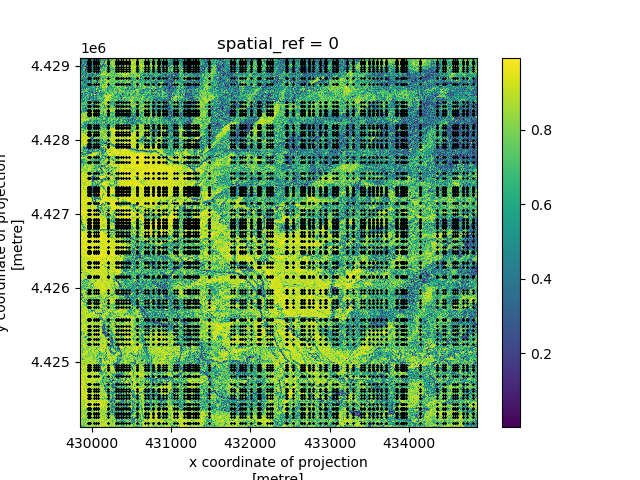 spatial_ref = 0
1e6
4.429
4.428
4.427
4.426
4.425
y coordinate of projection
[metre]
430000 431000 432000 433000 434000
x coordinate of projection
[metre]
0.8
0.6
0.4
0.2